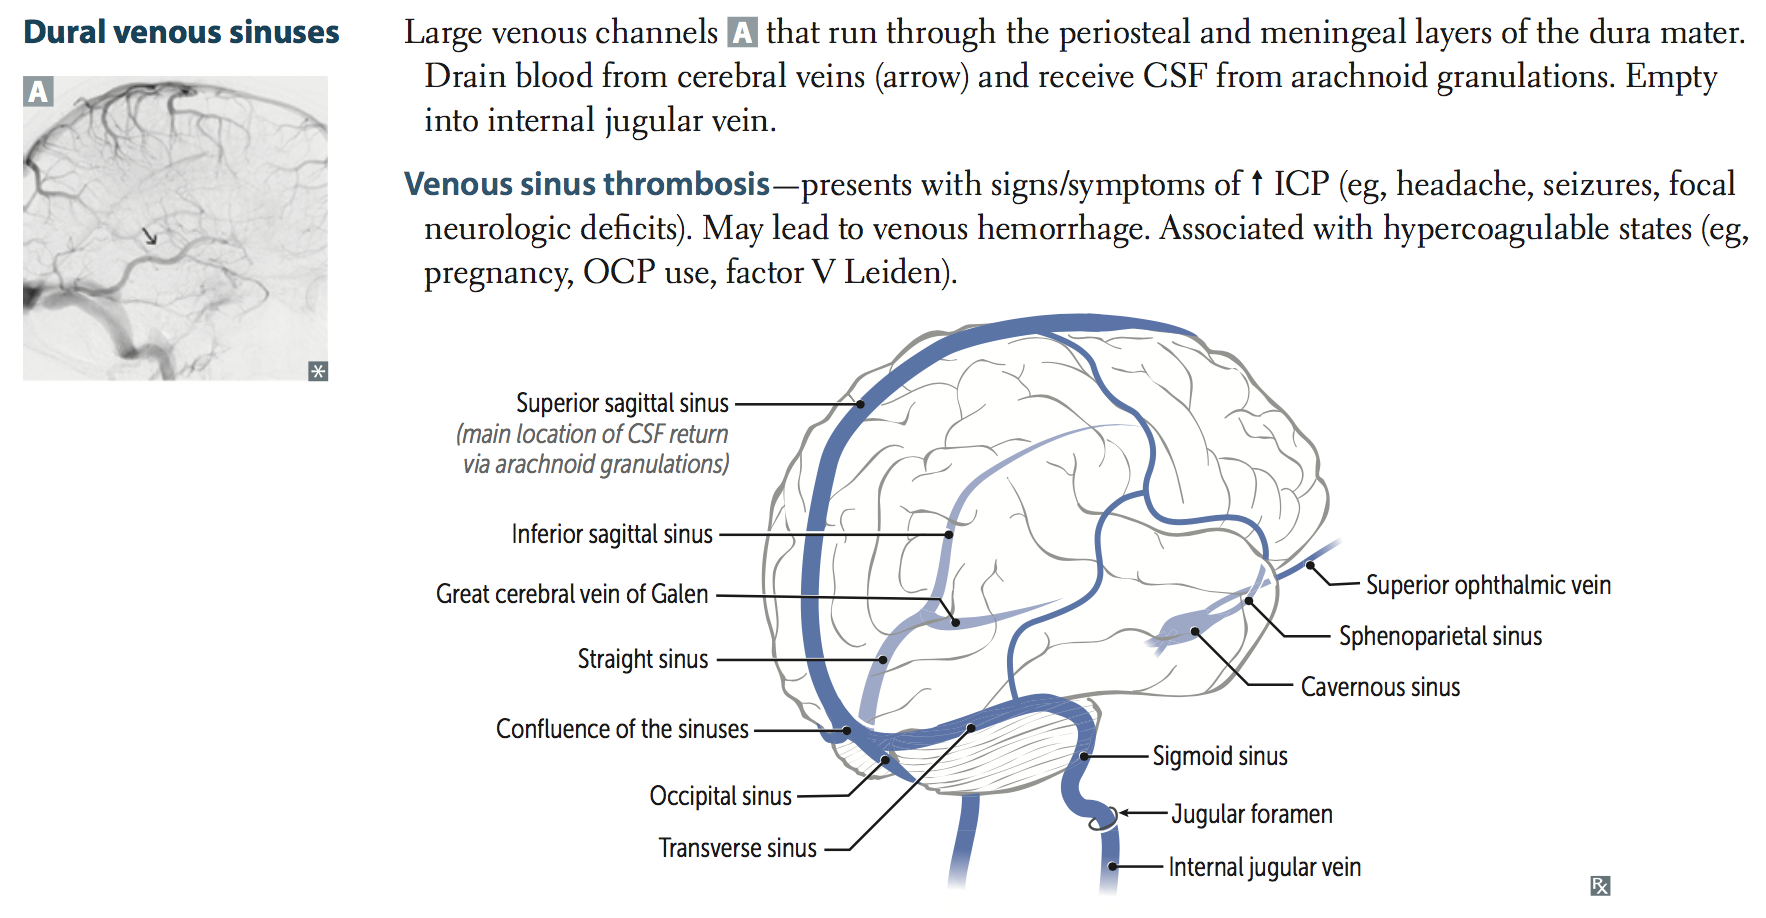 Dural venous sinuses
A
Large venous channels A that run through the periosteal and meningeal layers of the dura mater.
Drain blood from cerebral veins (arrow) and receive CSF from arachnoid granulations. Empty
into internal jugular vein.
Venous sinus thrombosis—presents with signs/symptoms of ↑ ICP (eg, headache, seizures, focal
neurologic deficits). May lead to venous hemorrhage. Associated with hypercoagulable states (eg,
pregnancy, OCP use, factor V Leiden).
Superior sagittal sinus
(main location of CSF return
via arachnoid granulations)
Inferior sagittal sinus
Great cerebral vein of Galen
Straight sinus
Confluence of the sinuses
Occipital sinus
Transverse sinus
Superior ophthalmic vein
Sphenoparietal sinus
Cavernous sinus
Sigmoid sinus
Jugular foramen
Internal jugular vein
Rx